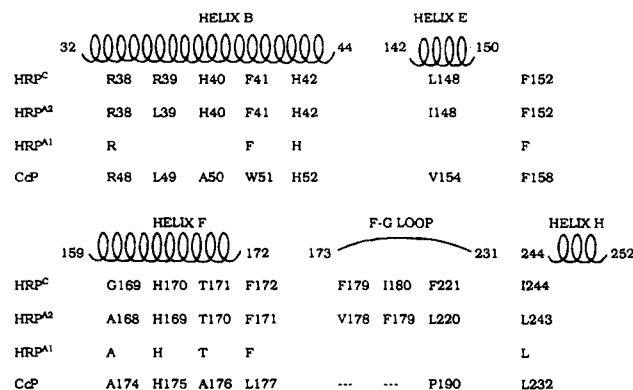 HELIX B HELIX E
32 44 142 150
HRP^C R38 R39 H40 F41 H42 L148 F152
HRP^A2 R38 L39 H40 F41 H42 I148 F152
HRP^A1 R F H F
CcP R48 L49 A50 W51 H52 V154 F158
HELIX F F-G LOOP HELIX H
159 172 173 231 244 252
HRP^C G169 H170 T171 F172 F179 I180 F221 I244
HRP^A2 A168 H169 T170 F171 V178 F179 L220 L243
HRP^A1 A H T F L
CcP A174 H175 A176 L177 --- --- P190 L232